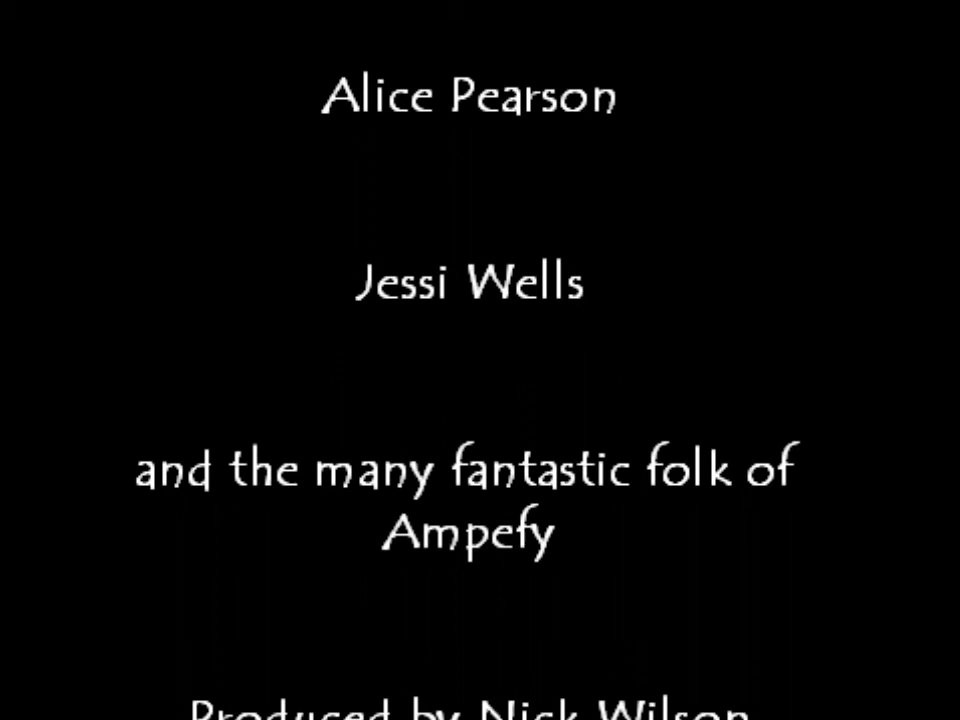 Alice Pearson
Jessi Wells
and the many fantastic folk of
Ampefy
Produced by Nick Wilson